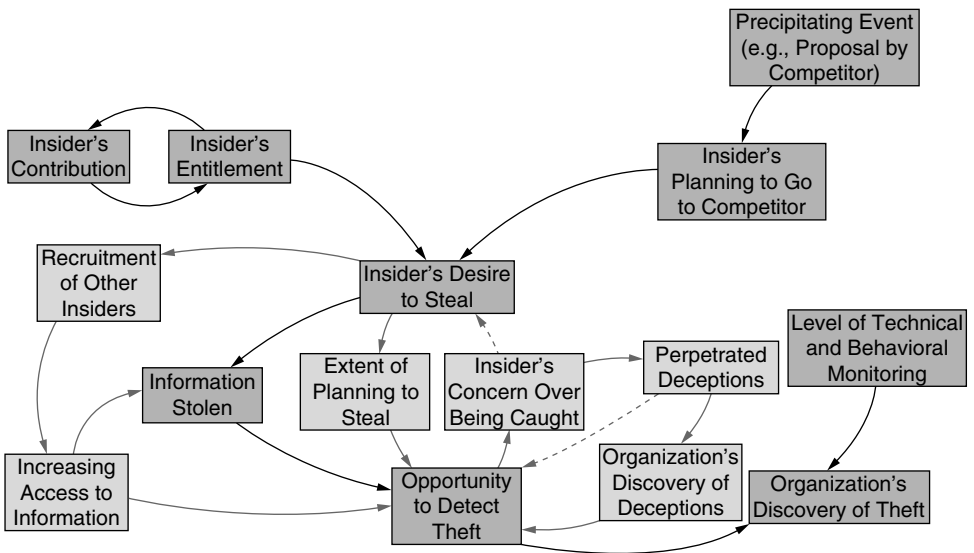 Precipitating Event
(e.g., Proposal by
Competitor)
Insider's
Contribution
Insider's
Entitlement
Insider's
Planning to Go
to Competitor
Recruitment
of Other
Insiders
Insider's Desire
to Steal
Level of Technical
and Behavioral
Monitoring
Information
Stolen
Extent of
Planning to
Steal
Insider's
Concern Over
Being Caught
Perpetrated
Deceptions
Increasing
Access to
Information
Opportunity
to Detect
Theft
Organization's
Discovery of
Deceptions
Organization's
Discovery of Theft